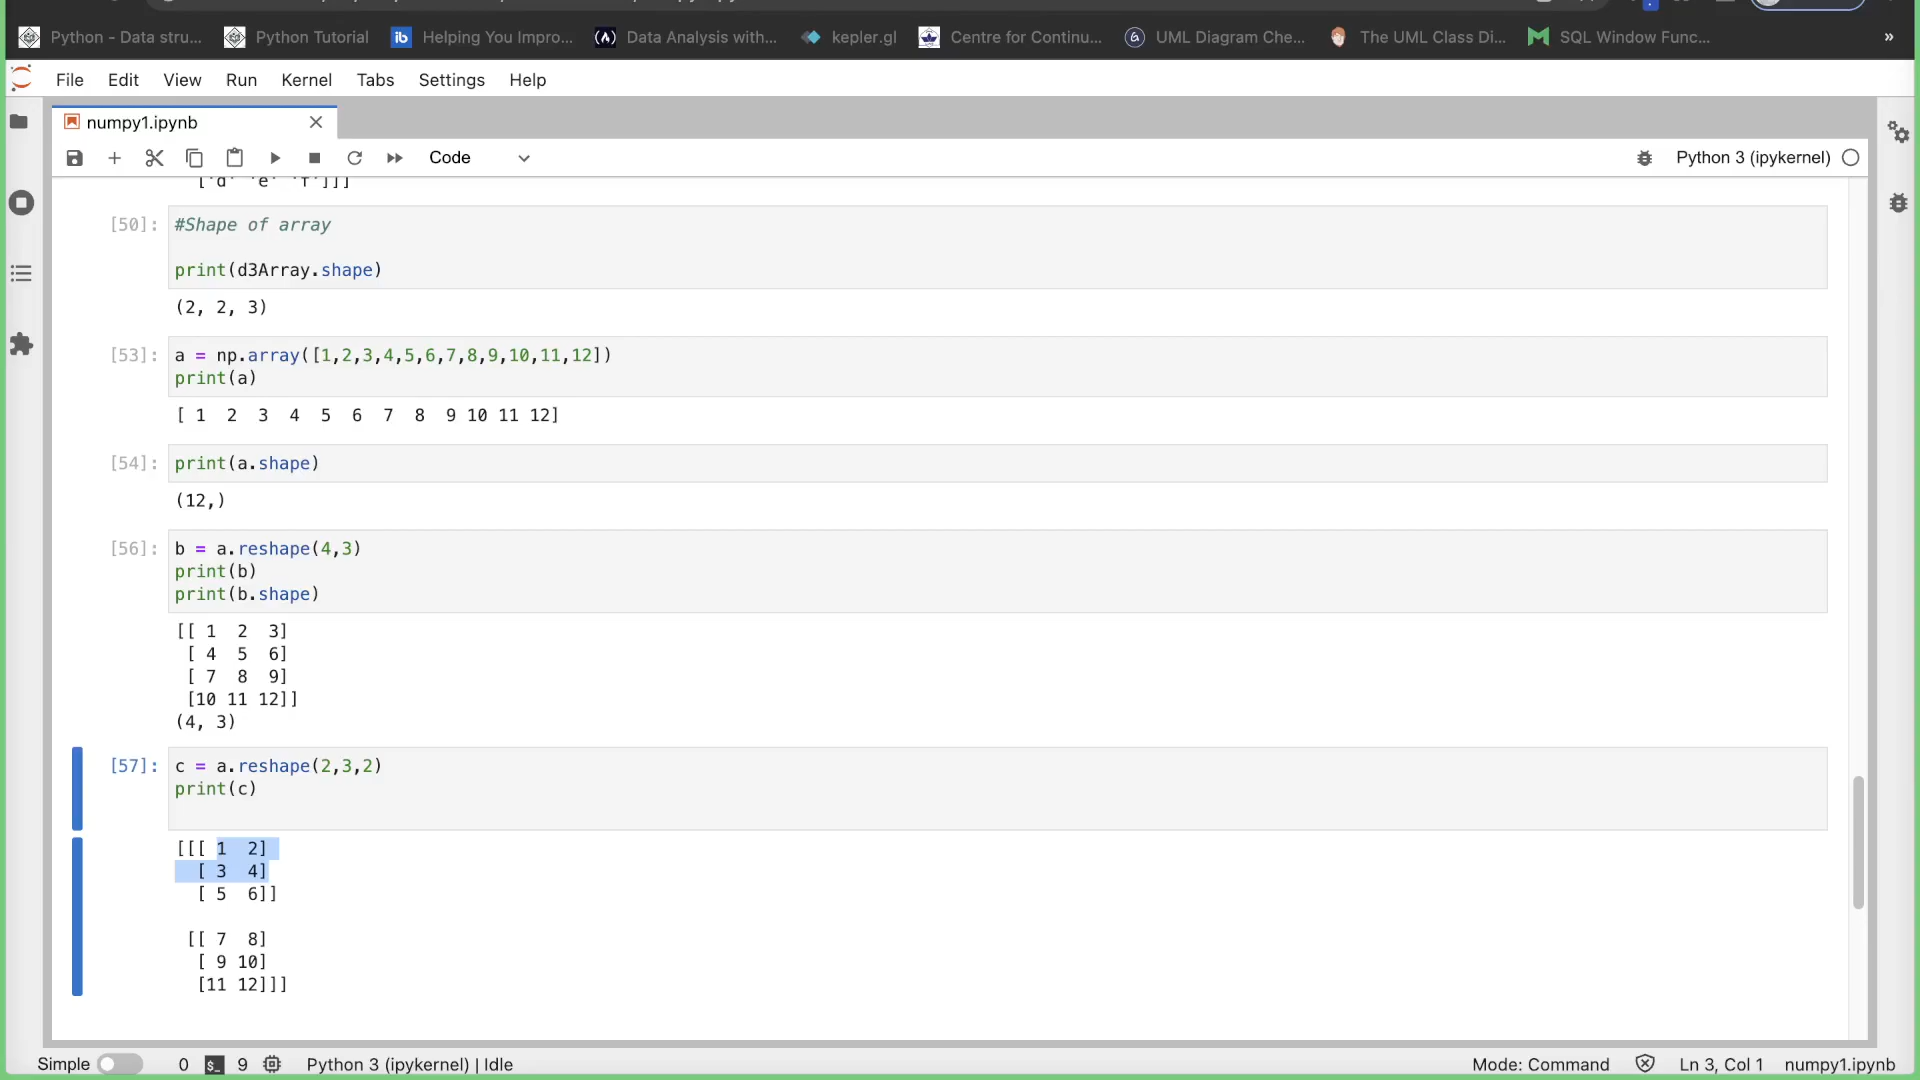 Python - Data stru... Python Tutorial ib Helping You Impro... Data Analysis with... kepler.gl Centre for Continu... UML Diagram Che... The UML Class Di... SQL Window Func... »
File Edit View Run Kernel Tabs Settings Help
numpy1.ipynb
Code Python 3 (ipykernel)
['d' 'e' 'f']]]
[50]: #Shape of array
print(d3Array.shape)
(2, 2, 3)
[53]: a = np.array([1,2,3,4,5,6,7,8,9,10,11,12])
print(a)
[ 1 2 3 4 5 6 7 8 9 10 11 12]
[54]: print(a.shape)
(12,)
[56]: b = a.reshape(4,3)
print(b)
print(b.shape)
[[ 1 2 3]
[ 4 5 6]
[ 7 8 9]
[10 11 12]]
(4, 3)
[57]: c = a.reshape(2,3,2)
print(c)
[[[ 1 2]
[ 3 4]
[ 5 6]]
[[ 7 8]
[ 9 10]
[11 12]]]
Simple 0 $_ 9 Python 3 (ipykernel) | Idle Mode: Command Ln 3, Col 1 numpy1.ipynb